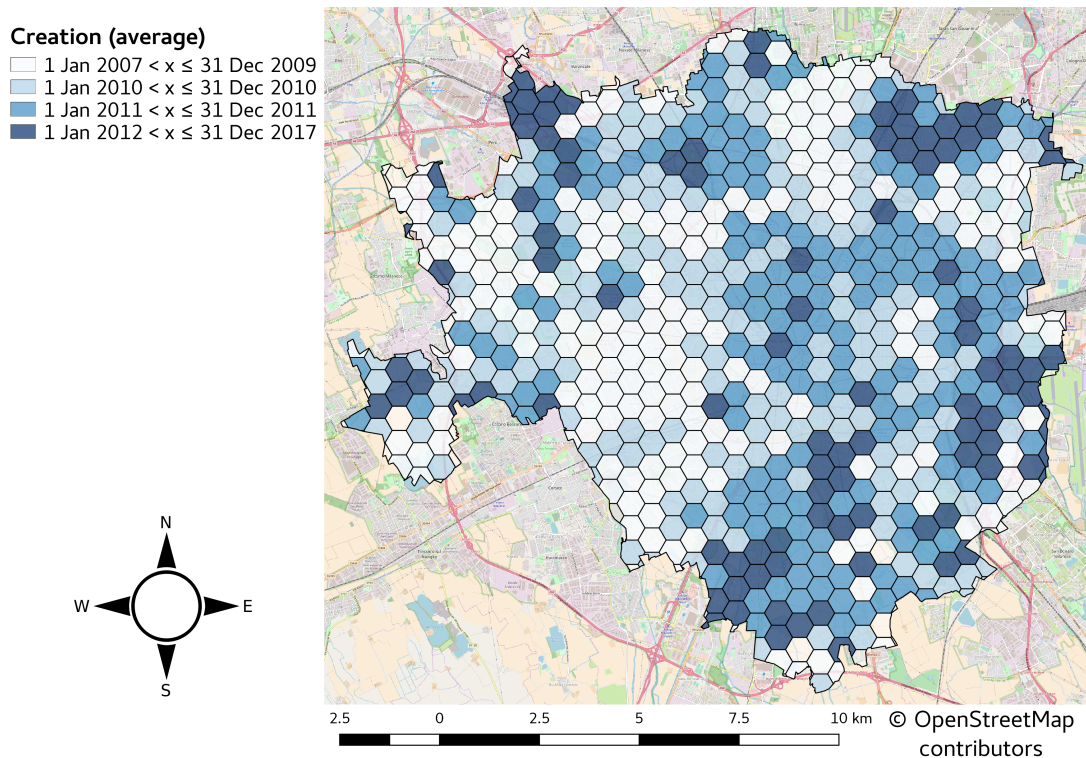 Creation (average)
1 Jan 2007 < x ≤ 31 Dec 2009
1 Jan 2010 < x ≤ 31 Dec 2010
1 Jan 2011 < x ≤ 31 Dec 2011
1 Jan 2012 < x ≤ 31 Dec 2017
N
W
E
S
2.5 0 2.5 5 7.5 10 km
© OpenStreetMap
contributors